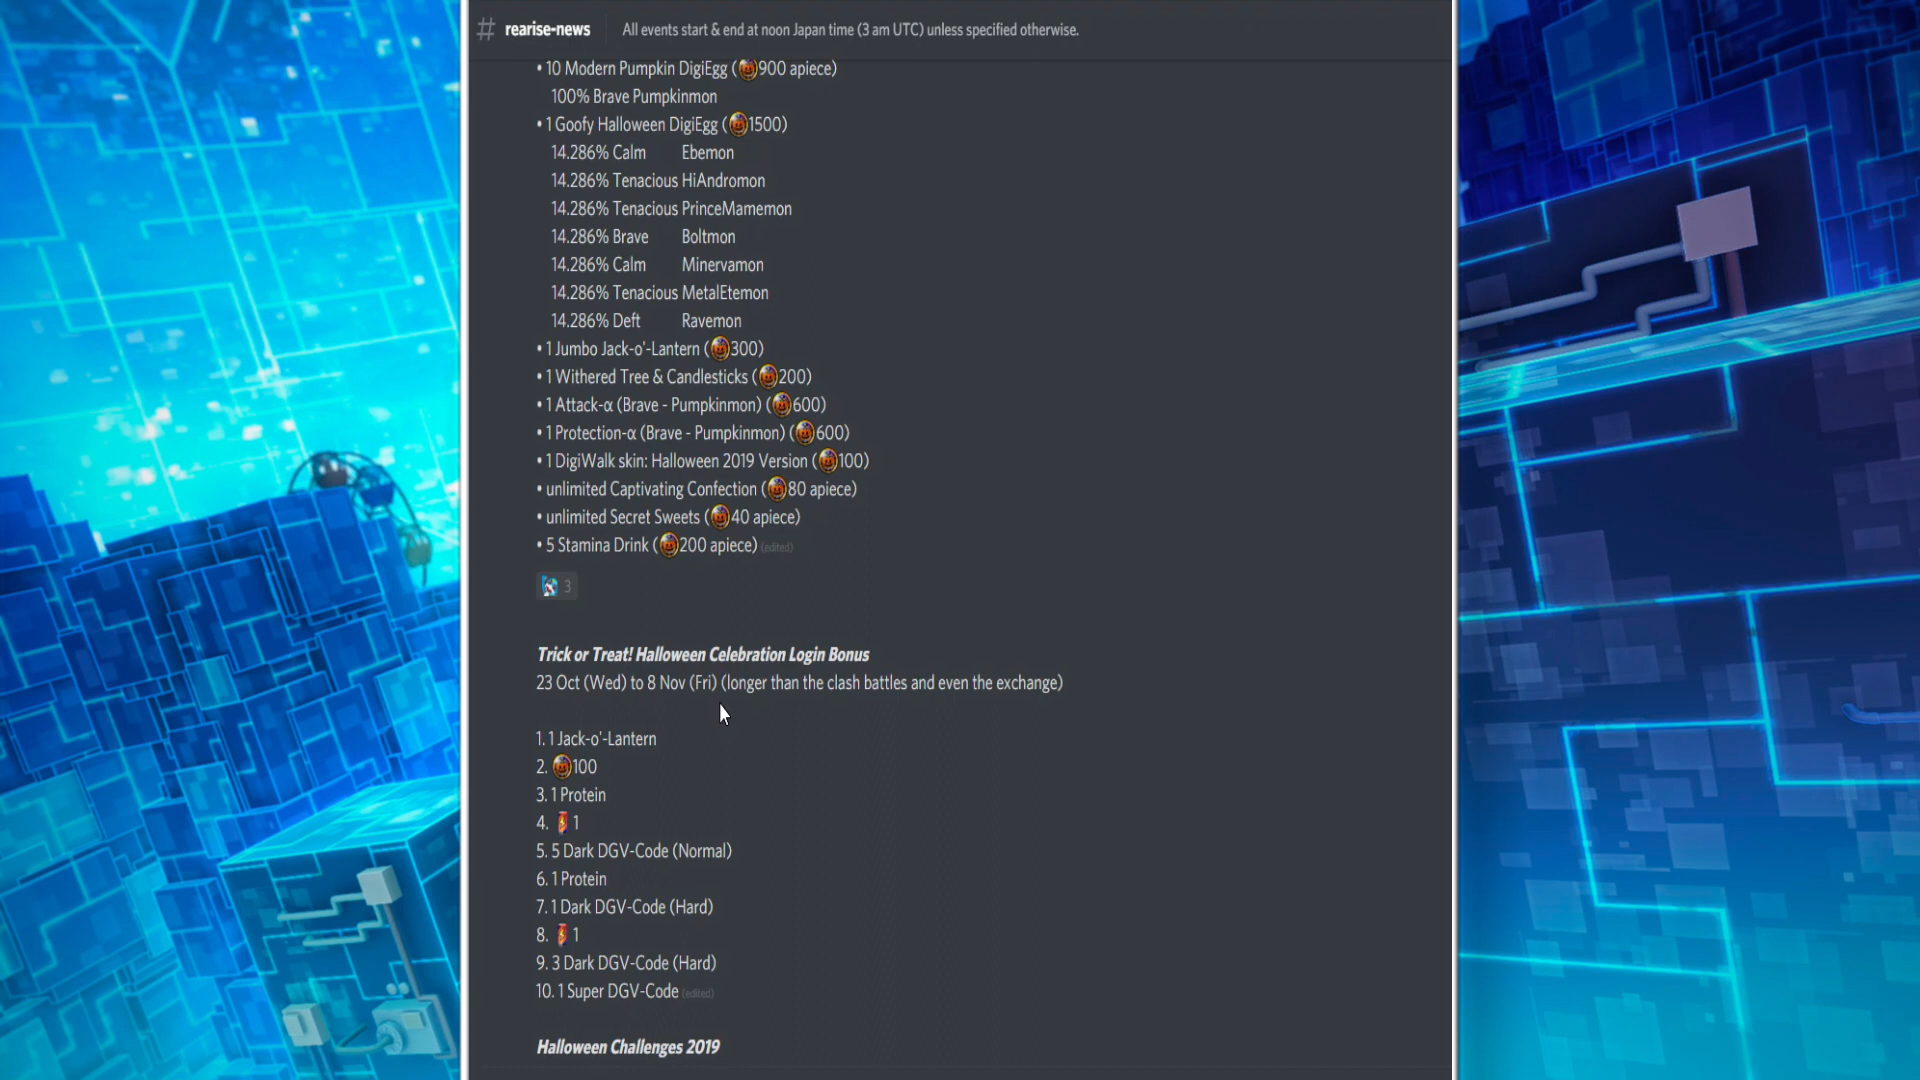 # rearise-news All events start & end at noon Japan time (3 am UTC) unless specified otherwise.
• 10 Modern Pumpkin DigiEgg (900 apiece)
100% Brave Pumpkinmon
• 1 Goofy Halloween DigiEgg (1500)
14.286% Calm Ebemon
14.286% Tenacious HiAndromon
14.286% Tenacious PrinceMamemon
14.286% Brave Boltmon
14.286% Calm Minervamon
14.286% Tenacious MetalEtemon
14.286% Deft Ravemon
• 1 Jumbo Jack-o'-Lantern (300)
• 1 Withered Tree & Candlesticks (200)
• 1 Attack-α (Brave - Pumpkinmon) (600)
• 1 Protection-α (Brave - Pumpkinmon) (600)
• 1 DigiWalk skin: Halloween 2019 Version (100)
• unlimited Captivating Confection (80 apiece)
• unlimited Secret Sweets (40 apiece)
• 5 Stamina Drink (200 apiece) (edited)
3
Trick or Treat! Halloween Celebration Login Bonus
23 Oct (Wed) to 8 Nov (Fri) (longer than the clash battles and even the exchange)
1. 1 Jack-o'-Lantern
2. 100
3. 1 Protein
4. 1
5. 5 Dark DGV-Code (Normal)
6. 1 Protein
7. 1 Dark DGV-Code (Hard)
8. 1
9. 3 Dark DGV-Code (Hard)
10. 1 Super DGV-Code (edited)
Halloween Challenges 2019